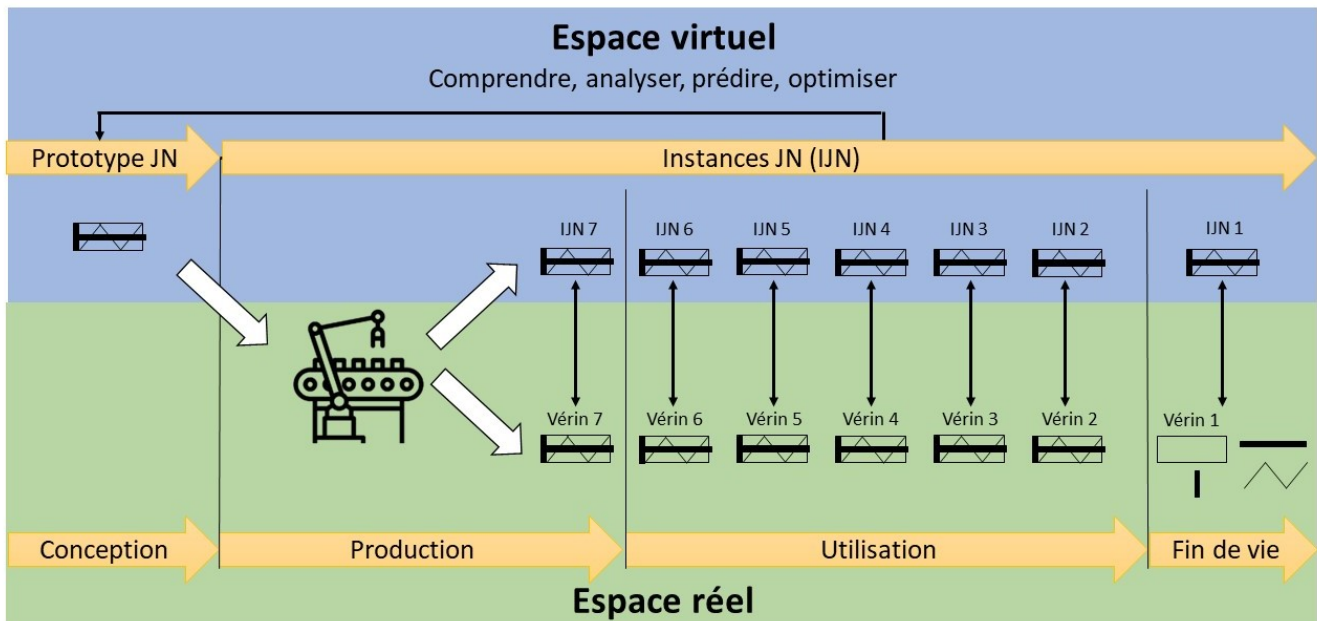 Espace virtuel
Comprendre, analyser, prédire, optimiser
Prototype JN
Instances JN (IJN)
IJN 7
IJN 6
IJN 5
IJN 4
IJN 3
IJN 2
IJN 1
Vérin 7
Vérin 6
Vérin 5
Vérin 4
Vérin 3
Vérin 2
Vérin 1
Conception
Production
Utilisation
Fin de vie
Espace réel